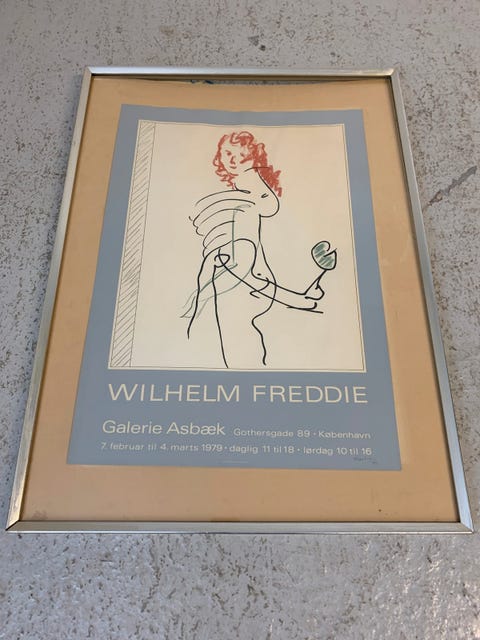 WILHELM FREDDIE
Galerie Asbæk Gothersgade 89 · København
7. februar til 4. marts 1979 · daglig 11 til 18 · lørdag 10 til 16